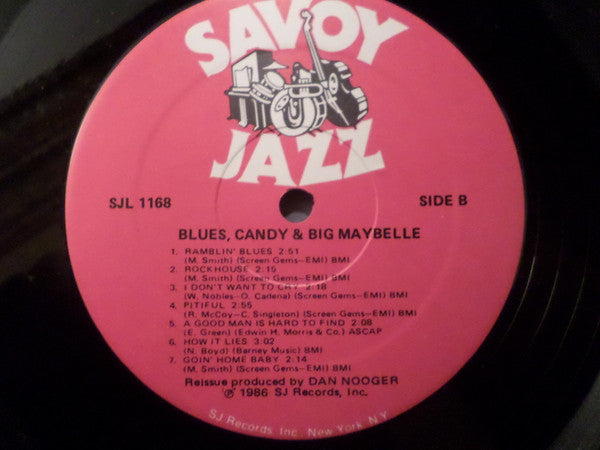 SAVOY
JAZZ
SJL 1168
SIDE B
BLUES, CANDY & BIG MAYBELLE
1. RAMBLIN' BLUES 2:51
(M. Smith) (Screen Gems—EMI) BMI
2. ROCKHOUSE 2:15
(M. Smith) (Screen Gems—EMI) BMI
3. I DON'T WANT TO CRY 2:18
(W. Nobles—O. Cadena) (Screen Gems—EMI) BMI
4. PITIFUL 2:55
(R. McCoy—C. Singleton) (Screen Gems—EMI) BMI
5. A GOOD MAN IS HARD TO FIND 2:08
(E. Green) (Edwin H. Morris & Co.) ASCAP
6. HOW IT LIES 3:02
(N. Boyd) (Barney Music) BMI
7. GOIN' HOME BABY 2:14
(M. Smith) (Screen Gems—EMI) BMI
Reissue produced by DAN NOOGER
℗ 1986 SJ Records, Inc.
SJ Records, Inc. New York, N.Y.